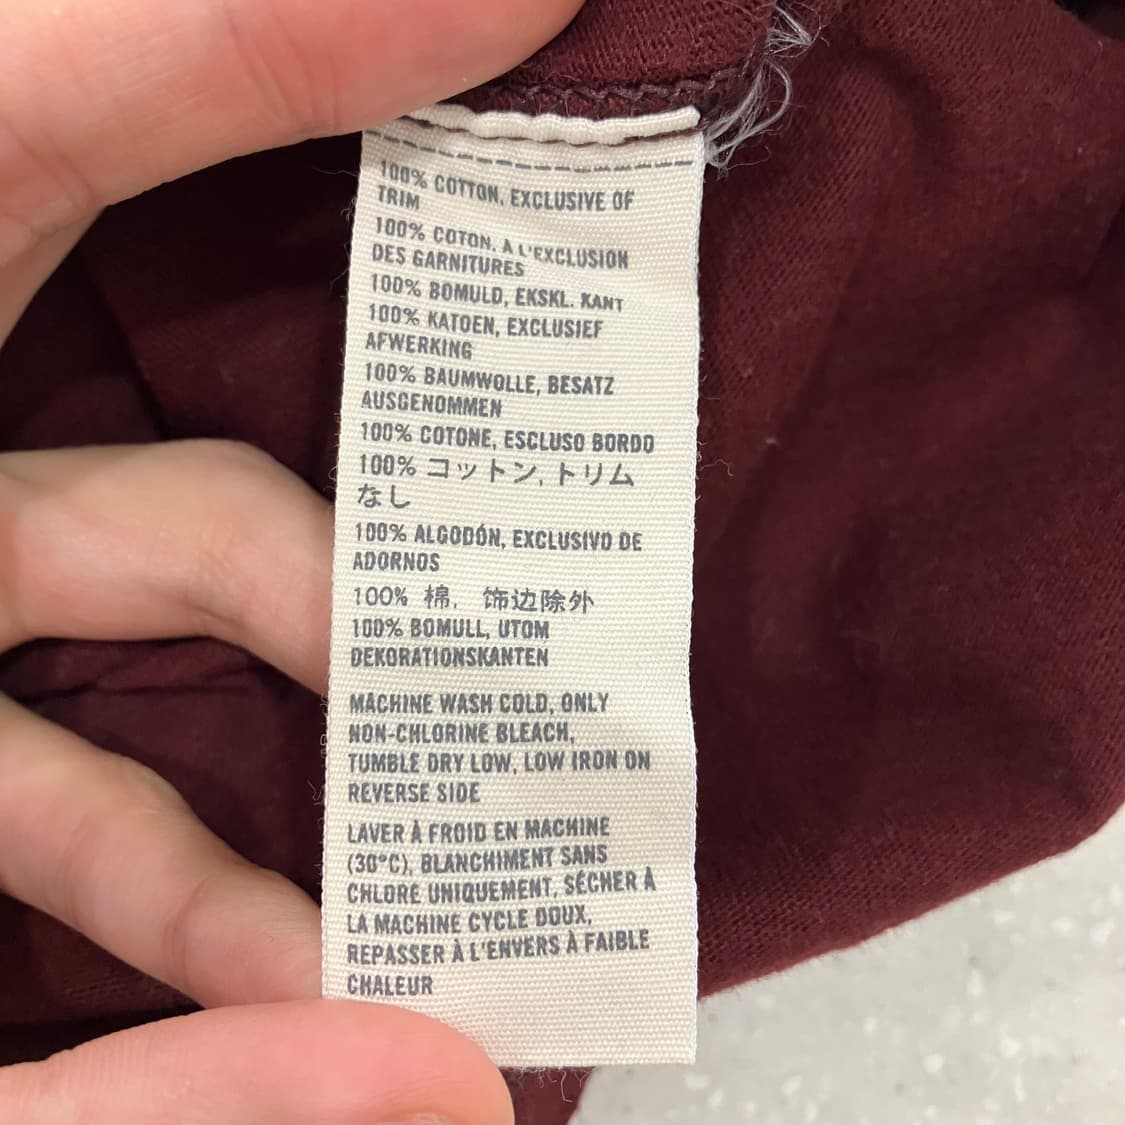 100% COTTON, EXCLUSIVE OF
TRIM
100% COTON, A L'EXCLUSION
DES GARNITURES
100% BOMULD, EKSKL. KANT
100% KATOEN, EXCLUSIEF
AFWERKING
100% BAUMWOLLE, BESATZ
AUSGENOMMEN
100% COTONE, ESCLUSO BORDO
100% コットン, トリム
なし
100% ALGODÓN, EXCLUSIVO DE
ADORNOS
100% 棉, 饰边除外
100% BOMULL, UTOM
DEKORATIONSKANTEN
MACHINE WASH COLD, ONLY
NON-CHLORINE BLEACH,
TUMBLE DRY LOW, LOW IRON ON
REVERSE SIDE
LAVER À FROID EN MACHINE
(30°C), BLANCHIMENT SANS
CHLORE UNIQUEMENT, SÉCHER À
LA MACHINE CYCLE DOUX,
REPASSER À L'ENVERS À FAIBLE
CHALEUR